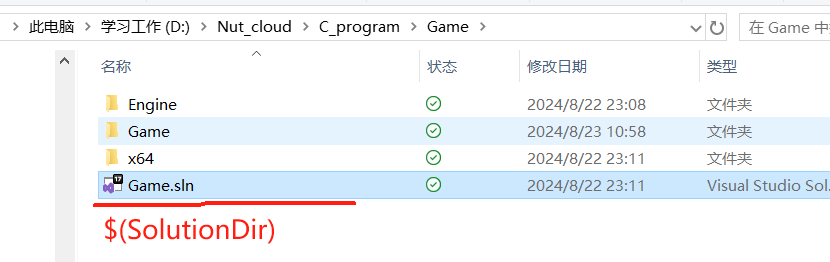 此电脑 > 学习工作 (D:) > Nut_cloud > C_program > Game >
在 Game 中
名称 状态 修改日期 类型
Engine 2024/8/22 23:08 文件夹
Game 2024/8/23 10:58 文件夹
x64 2024/8/22 23:11 文件夹
17
Game.sln 2024/8/22 23:11 Visual Studio Sol...
$(SolutionDir)